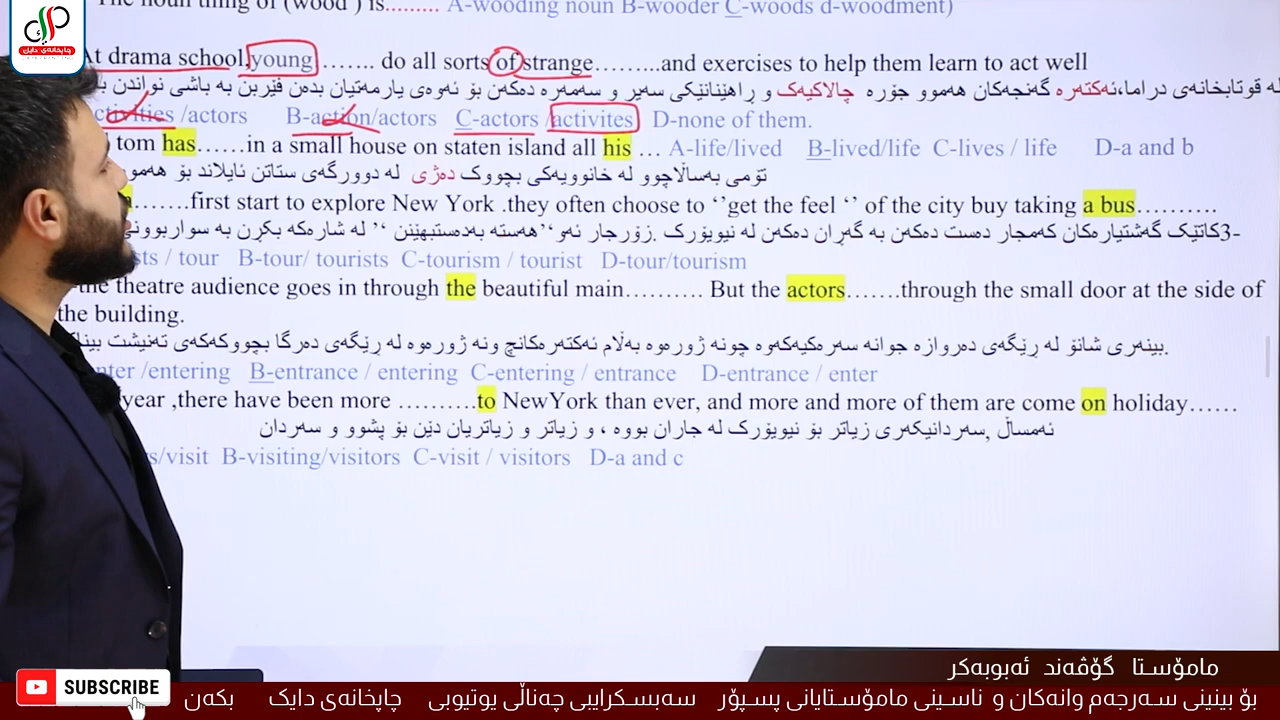 noun thing of (wood ) is......... A-wooding noun B-wooder C-woods d-woodment)
At drama school,young …….. do all sorts of strange………...and exercises to help them learn to act well
قوتابخانەی دراما،ئەکتەرە گەنجەکان هەموو جۆرە چالاکیەک و ڕاهێنانێکی سەیر و سەمەرە دەکەن بۆ ئەوەی یارمەتیان بدەن فێربن بە باشی نواندن
activities /actors B-action/actors C-actors /activites D-none of them.
tom has……in a small house on staten island all his … A-life/lived B-lived/life C-lives / life D-a and b
تۆمی بەساڵاچوو لە خانوویەکی بچووک دەژی لە دوورگەی ستاتن ئایلاند بۆ هەموو
…….first start to explore New York .they often choose to ‘’get the feel ‘’ of the city buy taking a bus……….
3-کاتێک گەشتیارەکان کەمجار دەست دەکەن بە گەڕان دەکەن لە نیویۆرک .زۆرجار ئەو‘‘هەستە بەدەستبهێنن ‘‘ لە شارەکە بکڕن بە سواربوونی
/ tour B-tour/ tourists C-tourism / tourist D-tour/tourism
the theatre audience goes in through the beautiful main………. But the actors…….through the small door at the side of
the building.
بینەری شانۆ لە ڕێگەی دەروازە جوانە سەرەکیەکەوە چونە ژوورەوە بەڵام ئەکتەرەکانچ ونە ژورەوە لە ڕێگەی دەرگا بچووکەکەی تەنیشت
/entering B-entrance / entering C-entering / entrance D-entrance / enter
year ,there have been more ……….to NewYork than ever, and more and more of them are come on holiday……
ئەمساڵ ,سەردانیکەری زیاتر بۆ نیویۆرک لە جاران بووە ، و زیاتر و زیاتریان دێن بۆ پشوو و سەردان
/visit B-visiting/visitors C-visit / visitors D-a and c
چاپخانەی دایک
مامۆستا گۆڤەند ئەبوبەکر
SUBSCRIBE
بۆ بینینی سەرجەم وانەکان و ناسینی مامۆستایانی پسپۆر سەبسکرایبی چەناڵی یوتیوبی چاپخانەی دایک بکەن